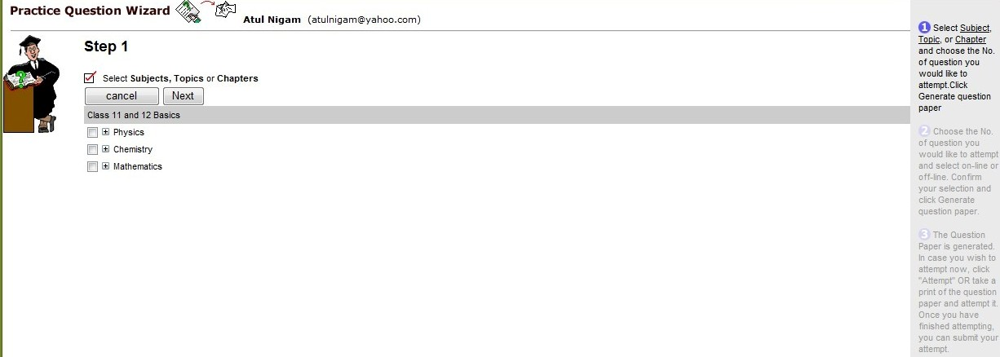 Practice Question Wizard
Atul Nigam (atulnigam@yahoo.com)
Step 1
Select Subjects, Topics or Chapters
cancel
Next
Class 11 and 12 Basics
Physics
Chemistry
Mathematics
1 Select Subject,
Topic, or Chapter
and choose the No.
of question you
would like to
attempt.Click
Generate question
paper
2 Choose the No.
of question you
would like to attempt
and select on-line or
off-line. Confirm
your selection and
click Generate
question paper.
3 The Question
Paper is generated.
In case you wish to
attempt now, click
"Attempt" OR take a
print of the question
paper and attempt it.
Once you have
finished attempting,
you can submit your
attempt.